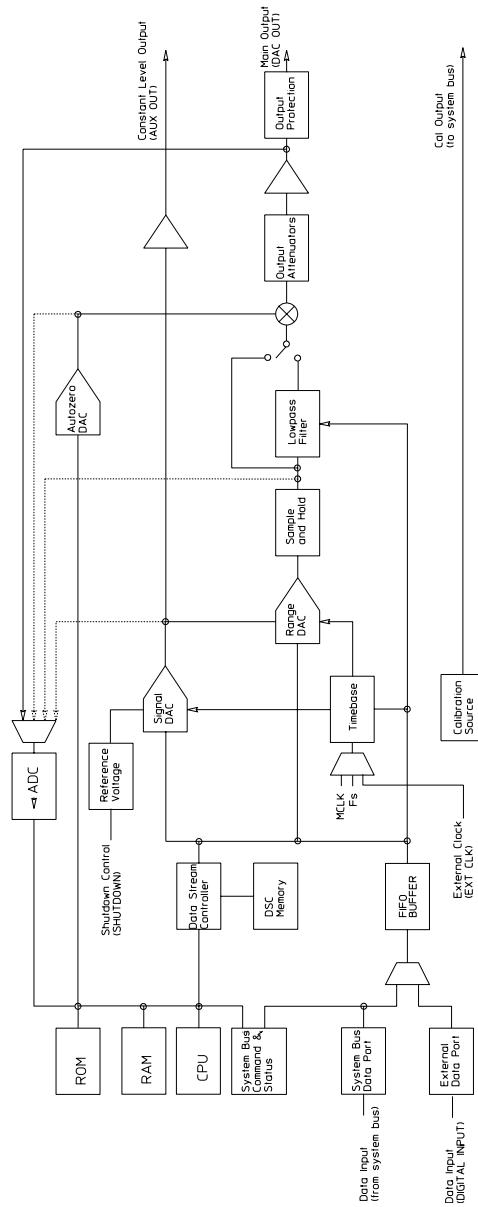 Constant Level Output
(AUX OUT)
Main Output
(DAC OUT)
Cal Output
(to system bus)
Output
Protection
Output
Attenuators
Autozero
DAC
Lowpass
Filter
Sample
and Hold
Range
DAC
Signal
DAC
Timebase
Calibration
Source
ADC
Reference
Voltage
MCLK
Fs
Shutdown Control
(SHUTDOWN)
External Clock
(EXT CLK)
Data Stream
Controller
DSC
Memory
FIFO
BUFFER
ROM
RAM
CPU
System Bus
Command &
Status
System Bus
Data Port
External
Data Port
Data Input
(from system bus)
Data Input
(DIGITAL INPUT)